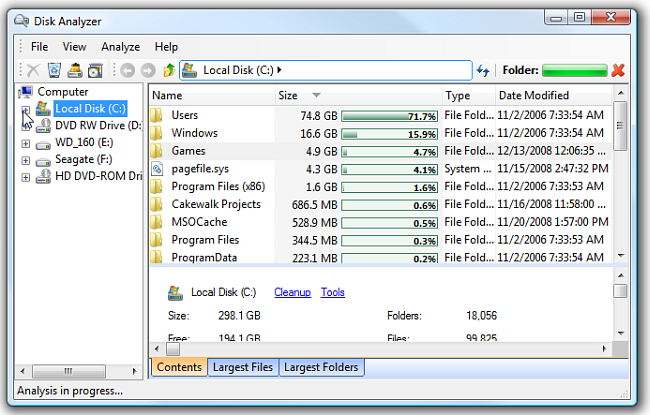 Disk Analyzer
File View Analyze Help
Local Disk (C:) Folder:
Computer
Local Disk (C:)
DVD RW Drive (D:
WD_160 (E:)
Seagate (F:)
HD DVD-ROM Dri
Name Size Type Date Modified
Users 74.8 GB 71.7% File Fold... 11/2/2006 7:33:54 AM
Windows 16.6 GB 15.9% File Fold... 11/2/2006 7:33:54 AM
Games 4.9 GB 4.7% File Fold... 12/13/2008 12:06:35 ...
pagefile.sys 4.3 GB 4.1% System ... 11/15/2008 2:47:32 PM
Program Files (x86) 1.6 GB 1.6% File Fold... 11/2/2006 7:33:53 AM
Cakewalk Projects 686.5 MB 0.6% File Fold... 11/16/2008 11:58:00 ...
MSOCache 528.9 MB 0.5% File Fold... 11/20/2008 1:57:00 PM
Program Files 344.5 MB 0.3% File Fold... 11/2/2006 7:33:53 AM
ProgramData 223.1 MB 0.2% File Fold... 11/2/2006 7:33:54 AM
Local Disk (C:) Cleanup Tools
Size: 298.1 GB Folders: 18,056
Free: 194.1 GB Files: 99,825
Contents Largest Files Largest Folders
Analysis in progress...